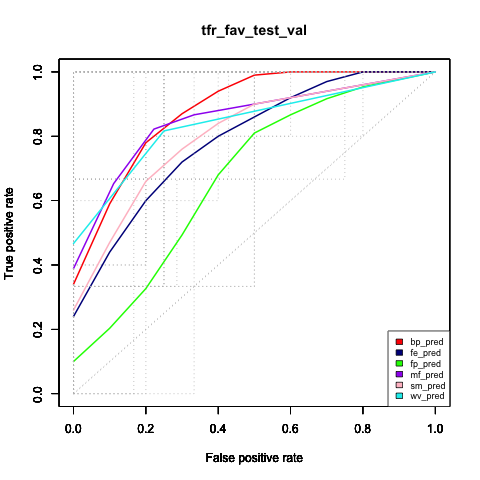 tfr_fav_test_val
True positive rate
1.0
0.8
0.6
0.4
0.2
0.0
0.0 0.2 0.4 0.6 0.8 1.0
False positive rate
bp_pred
fe_pred
fp_pred
mf_pred
sm_pred
wv_pred